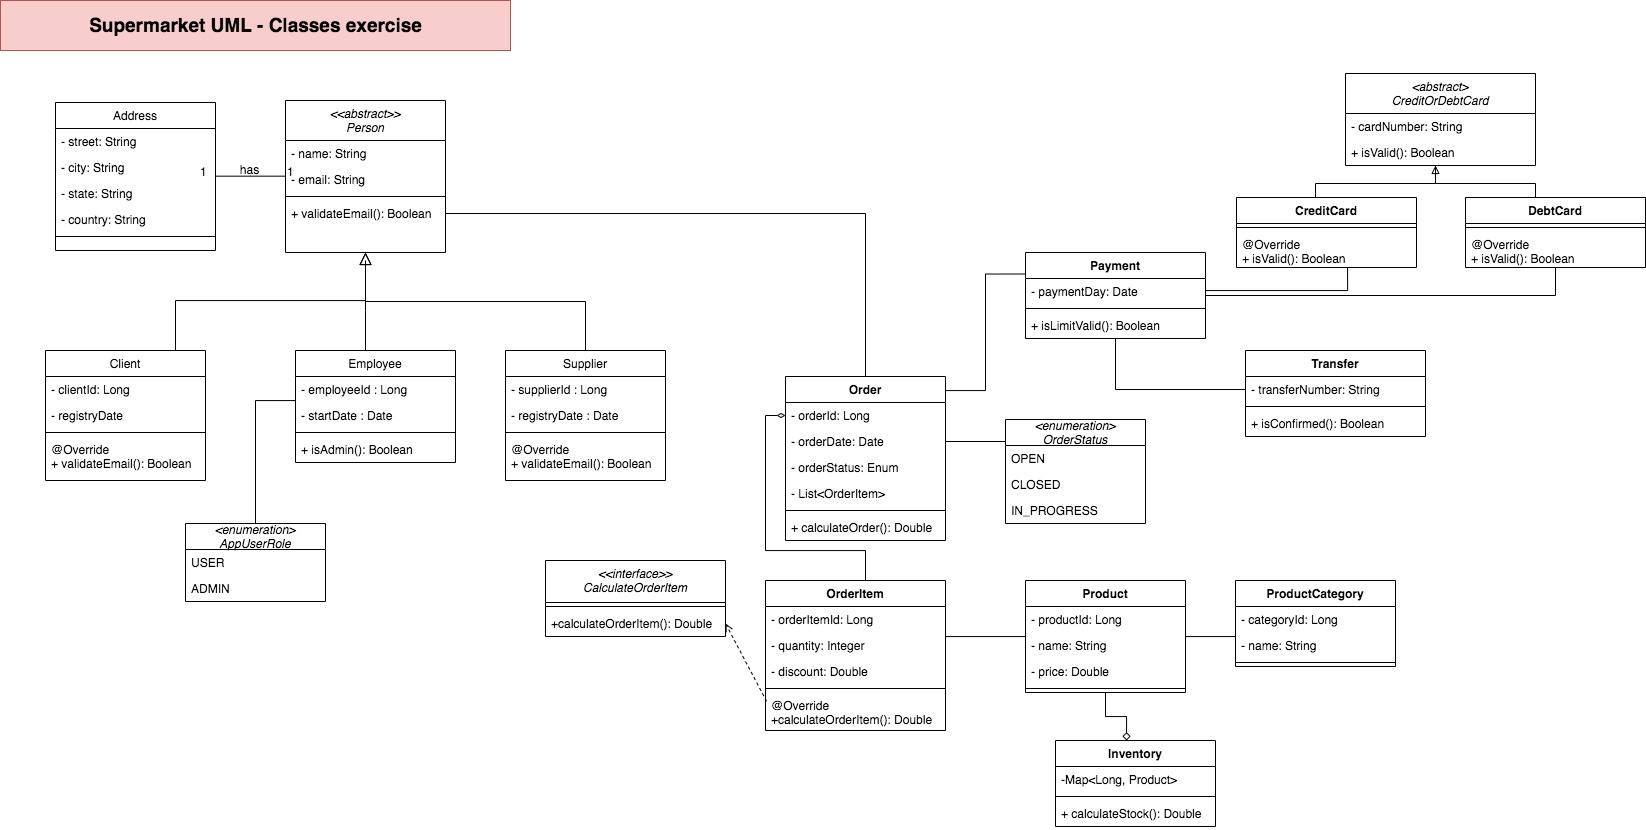 Supermarket UML - Classes exercise
Address
- street: String
- city: String
- state: String
- country: String
1
has
1
<<abstract>>
Person
- name: String
- email: String
+ validateEmail(): Boolean
Client
- clientId: Long
- registryDate
@Override
+ validateEmail(): Boolean
Employee
- employeeId : Long
- startDate : Date
+ isAdmin(): Boolean
Supplier
- supplierId : Long
- registryDate : Date
@Override
+ validateEmail(): Boolean
<enumeration>
AppUserRole
USER
ADMIN
<abstract>
CreditOrDebtCard
- cardNumber: String
+ isValid(): Boolean
CreditCard
@Override
+ isValid(): Boolean
DebtCard
@Override
+ isValid(): Boolean
Payment
- paymentDay: Date
+ isLimitValid(): Boolean
Transfer
- transferNumber: String
+ isConfirmed(): Boolean
Order
- orderId: Long
- orderDate: Date
- orderStatus: Enum
- List<OrderItem>
+ calculateOrder(): Double
<enumeration>
OrderStatus
OPEN
CLOSED
IN_PROGRESS
<<interface>>
CalculateOrderItem
+calculateOrderItem(): Double
OrderItem
- orderItemId: Long
- quantity: Integer
- discount: Double
@Override
+calculateOrderItem(): Double
Product
- productId: Long
- name: String
- price: Double
ProductCategory
- categoryId: Long
- name: String
Inventory
-Map<Long, Product>
+ calculateStock(): Double